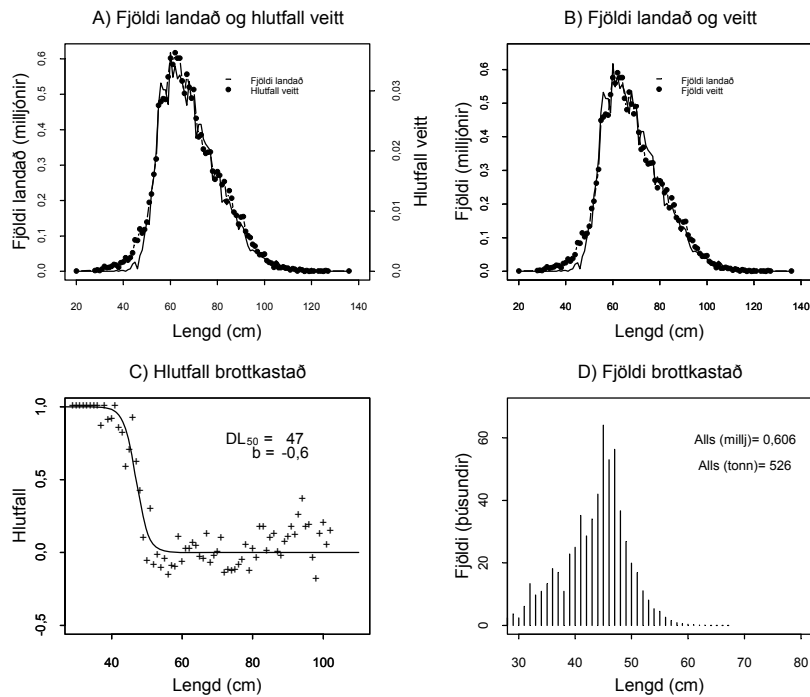 A) Fjöldi landað og hlutfall veitt
Fjöldi landað (milljónir)
0,0
0,1
0,2
0,3
0,4
0,5
0,6
Fjöldi landað
Hlutfall veitt
0,00
0,01
0,02
0,03
Hlutfall veitt
20 40 60 80 100 120 140
Lengd (cm)
B) Fjöldi landað og veitt
Fjöldi (milljónir)
0,0
0,1
0,2
0,3
0,4
0,5
0,6
Fjöldi landað
Fjöldi veitt
20 40 60 80 100 120 140
Lengd (cm)
C) Hlutfall brottkastað
Hlutfall
-0,5
0,0
0,5
1,0
DL50 = 47
b = -0,6
40 60 80 100
Lengd (cm)
D) Fjöldi brottkastað
Fjöldi (þúsundir)
0
20
40
60
Alls (millj)= 0,606
Alls (tonn)= 526
30 40 50 60 70 80
Lengd (cm)